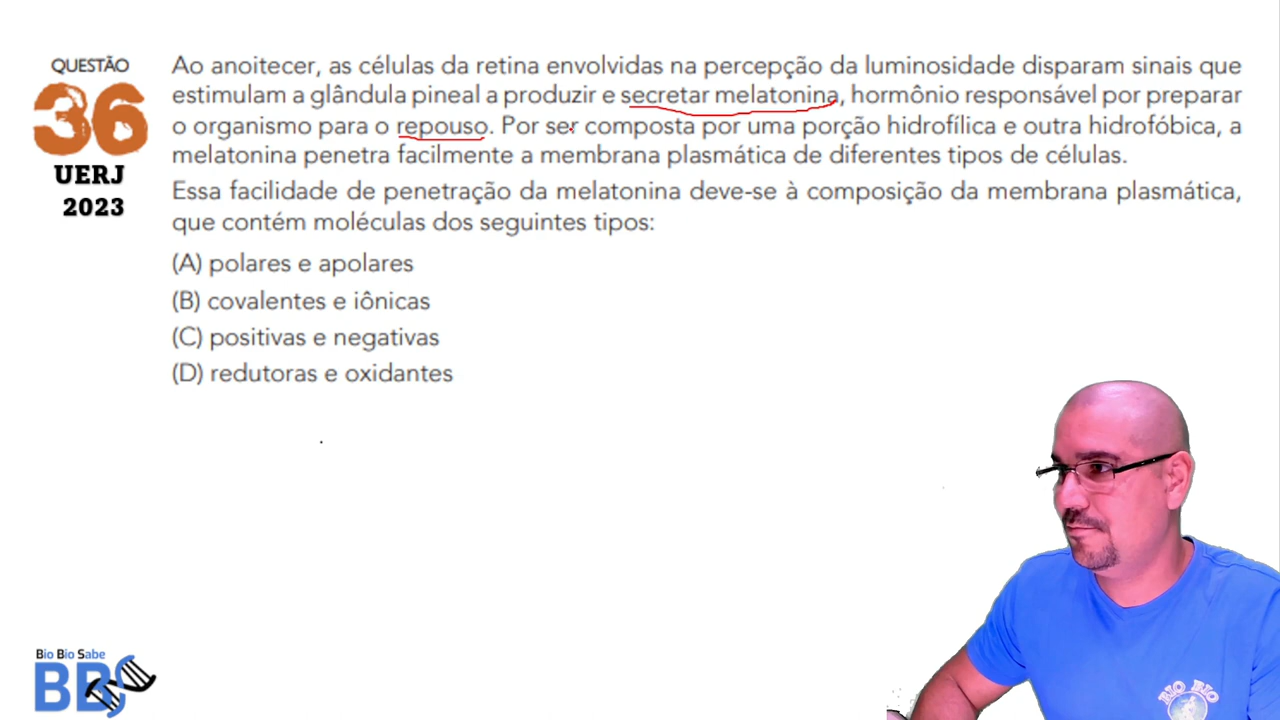 QUESTÃO
36
UERJ
2023
Ao anoitecer, as células da retina envolvidas na percepção da luminosidade disparam sinais que
estimulam a glândula pineal a produzir e secretar melatonina, hormônio responsável por preparar
o organismo para o repouso. Por ser composta por uma porção hidrofílica e outra hidrofóbica, a
melatonina penetra facilmente a membrana plasmática de diferentes tipos de células.
Essa facilidade de penetração da melatonina deve-se à composição da membrana plasmática,
que contém moléculas dos seguintes tipos:
(A) polares e apolares
(B) covalentes e iônicas
(C) positivas e negativas
(D) redutoras e oxidantes
Bio Bio Sabe
BBS
BIO BIO